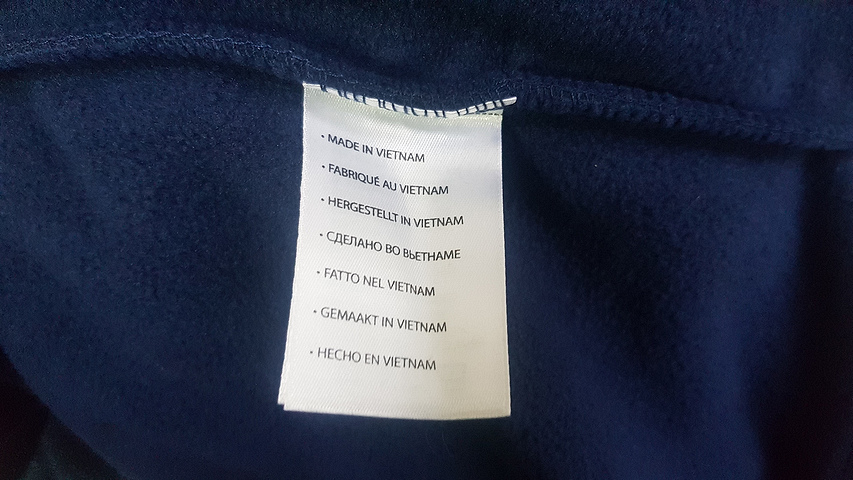 • MADE IN VIETNAM
• FABRIQUÉ AU VIETNAM
• HERGESTELLT IN VIETNAM
• СДЕЛАНО ВО ВЬЕТНАМЕ
• FATTO NEL VIETNAM
• GEMAAKT IN VIETNAM
• HECHO EN VIETNAM